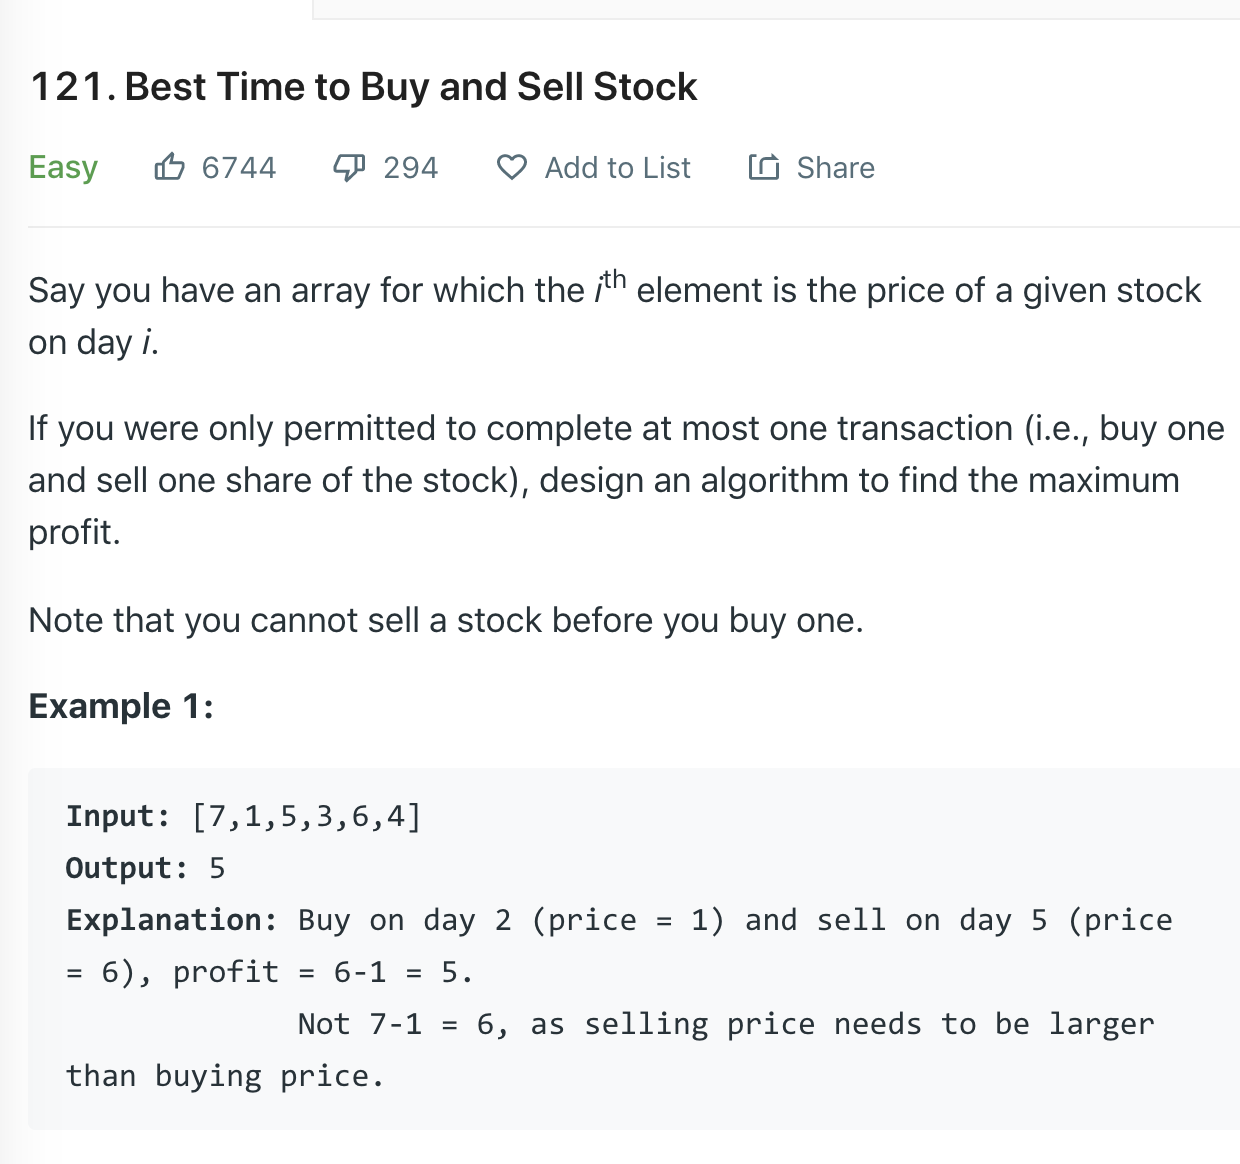 121. Best Time to Buy and Sell Stock
Easy 6744 294 Add to List Share
Say you have an array for which the ith element is the price of a given stock
on day i.
If you were only permitted to complete at most one transaction (i.e., buy one
and sell one share of the stock), design an algorithm to find the maximum
profit.
Note that you cannot sell a stock before you buy one.
Example 1:
Input: [7,1,5,3,6,4]
Output: 5
Explanation: Buy on day 2 (price = 1) and sell on day 5 (price
= 6), profit = 6-1 = 5.
Not 7-1 = 6, as selling price needs to be larger
than buying price.